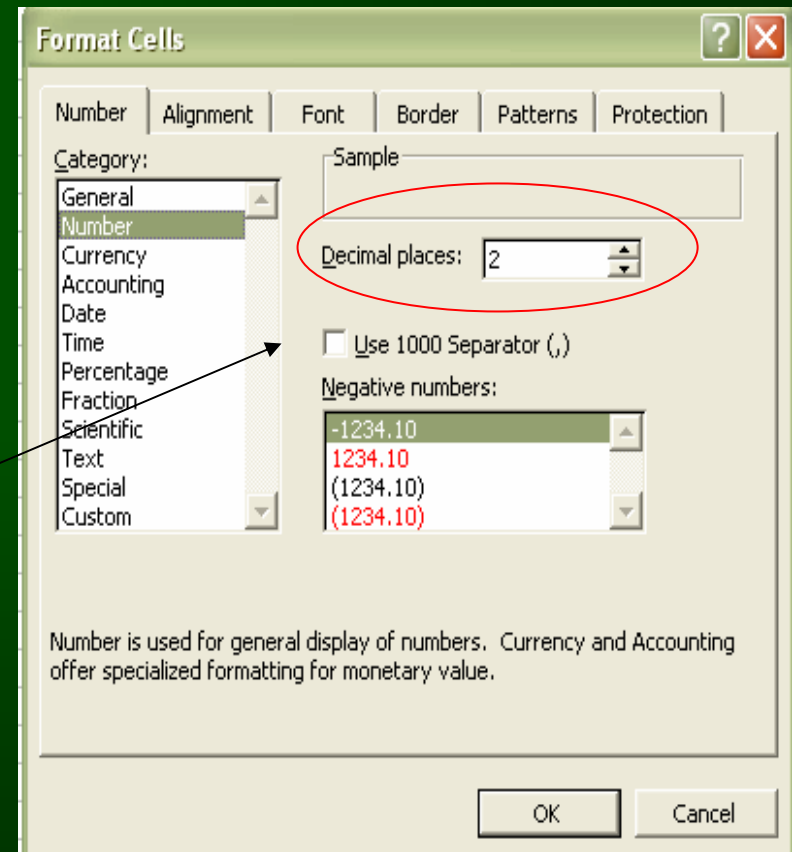 Format Cells
Number Alignment Font Border Patterns Protection
Category:
General
Number
Currency
Accounting
Date
Time
Percentage
Fraction
Scientific
Text
Special
Custom
Sample
Decimal places: 2
Use 1000 Separator (,)
Negative numbers:
-1234.10
1234.10
(1234.10)
(1234.10)
Number is used for general display of numbers. Currency and Accounting
offer specialized formatting for monetary value.
OK Cancel